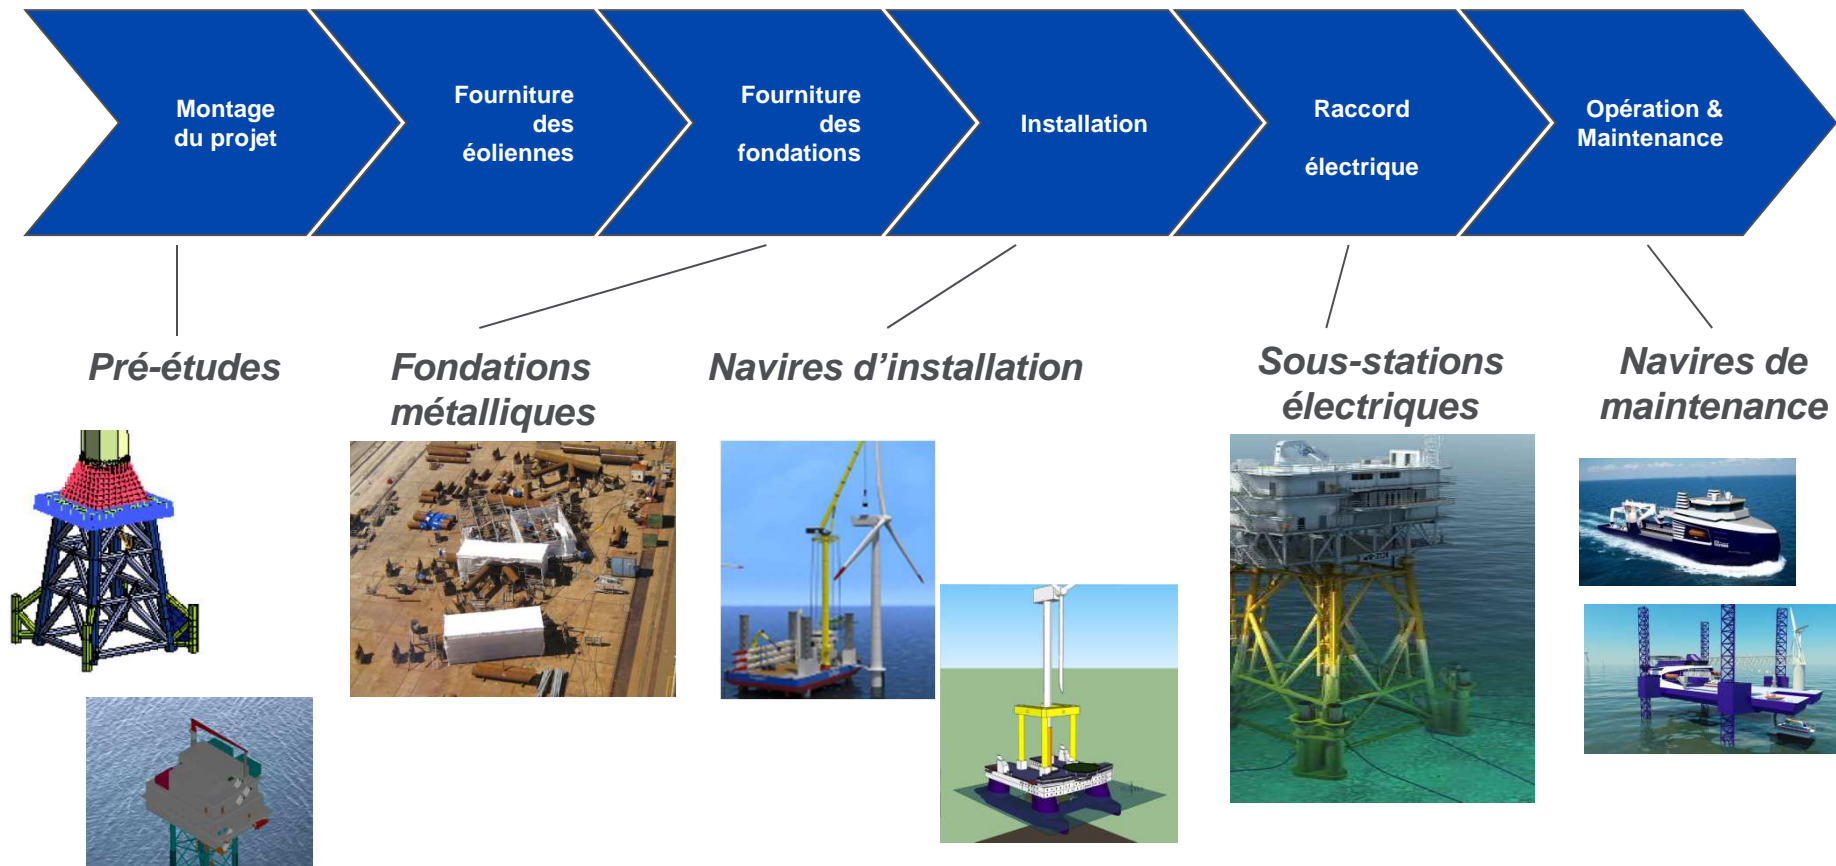 Montage
du projet
Fourniture
des
éoliennes
Fourniture
des
fondations
Installation
Raccord
électrique
Opération &
Maintenance
Pré-études
Fondations
métalliques
Navires d’installation
Sous-stations
électriques
Navires de
maintenance